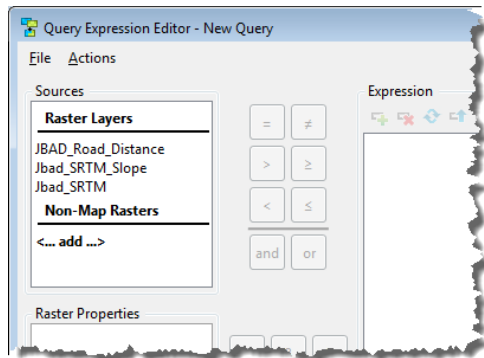 Query Expression Editor - New Query
File Actions
Sources
Raster Layers
JBAD_Road_Distance
Jbad_SRTM_Slope
Jbad_SRTM
Non-Map Rasters
<... add ...>
= ≠
> ≥
< ≤
and or
Expression
Raster Properties